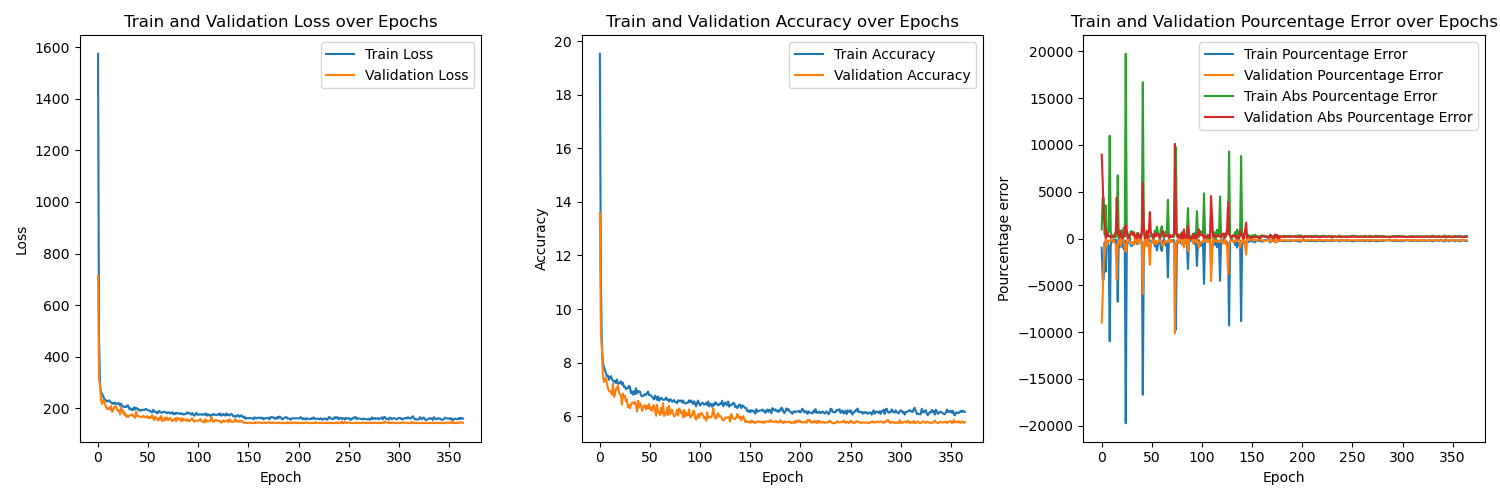 Train and Validation Loss over Epochs
Train Loss
Validation Loss
Loss
1600
1400
1200
1000
800
600
400
200
0 50 100 150 200 250 300 350
Epoch
Train and Validation Accuracy over Epochs
Train Accuracy
Validation Accuracy
Accuracy
20
18
16
14
12
10
8
6
0 50 100 150 200 250 300 350
Epoch
Train and Validation Pourcentage Error over Epochs
Train Pourcentage Error
Validation Pourcentage Error
Train Abs Pourcentage Error
Validation Abs Pourcentage Error
Pourcentage error
20000
15000
10000
5000
0
−5000
−10000
−15000
−20000
0 50 100 150 200 250 300 350
Epoch